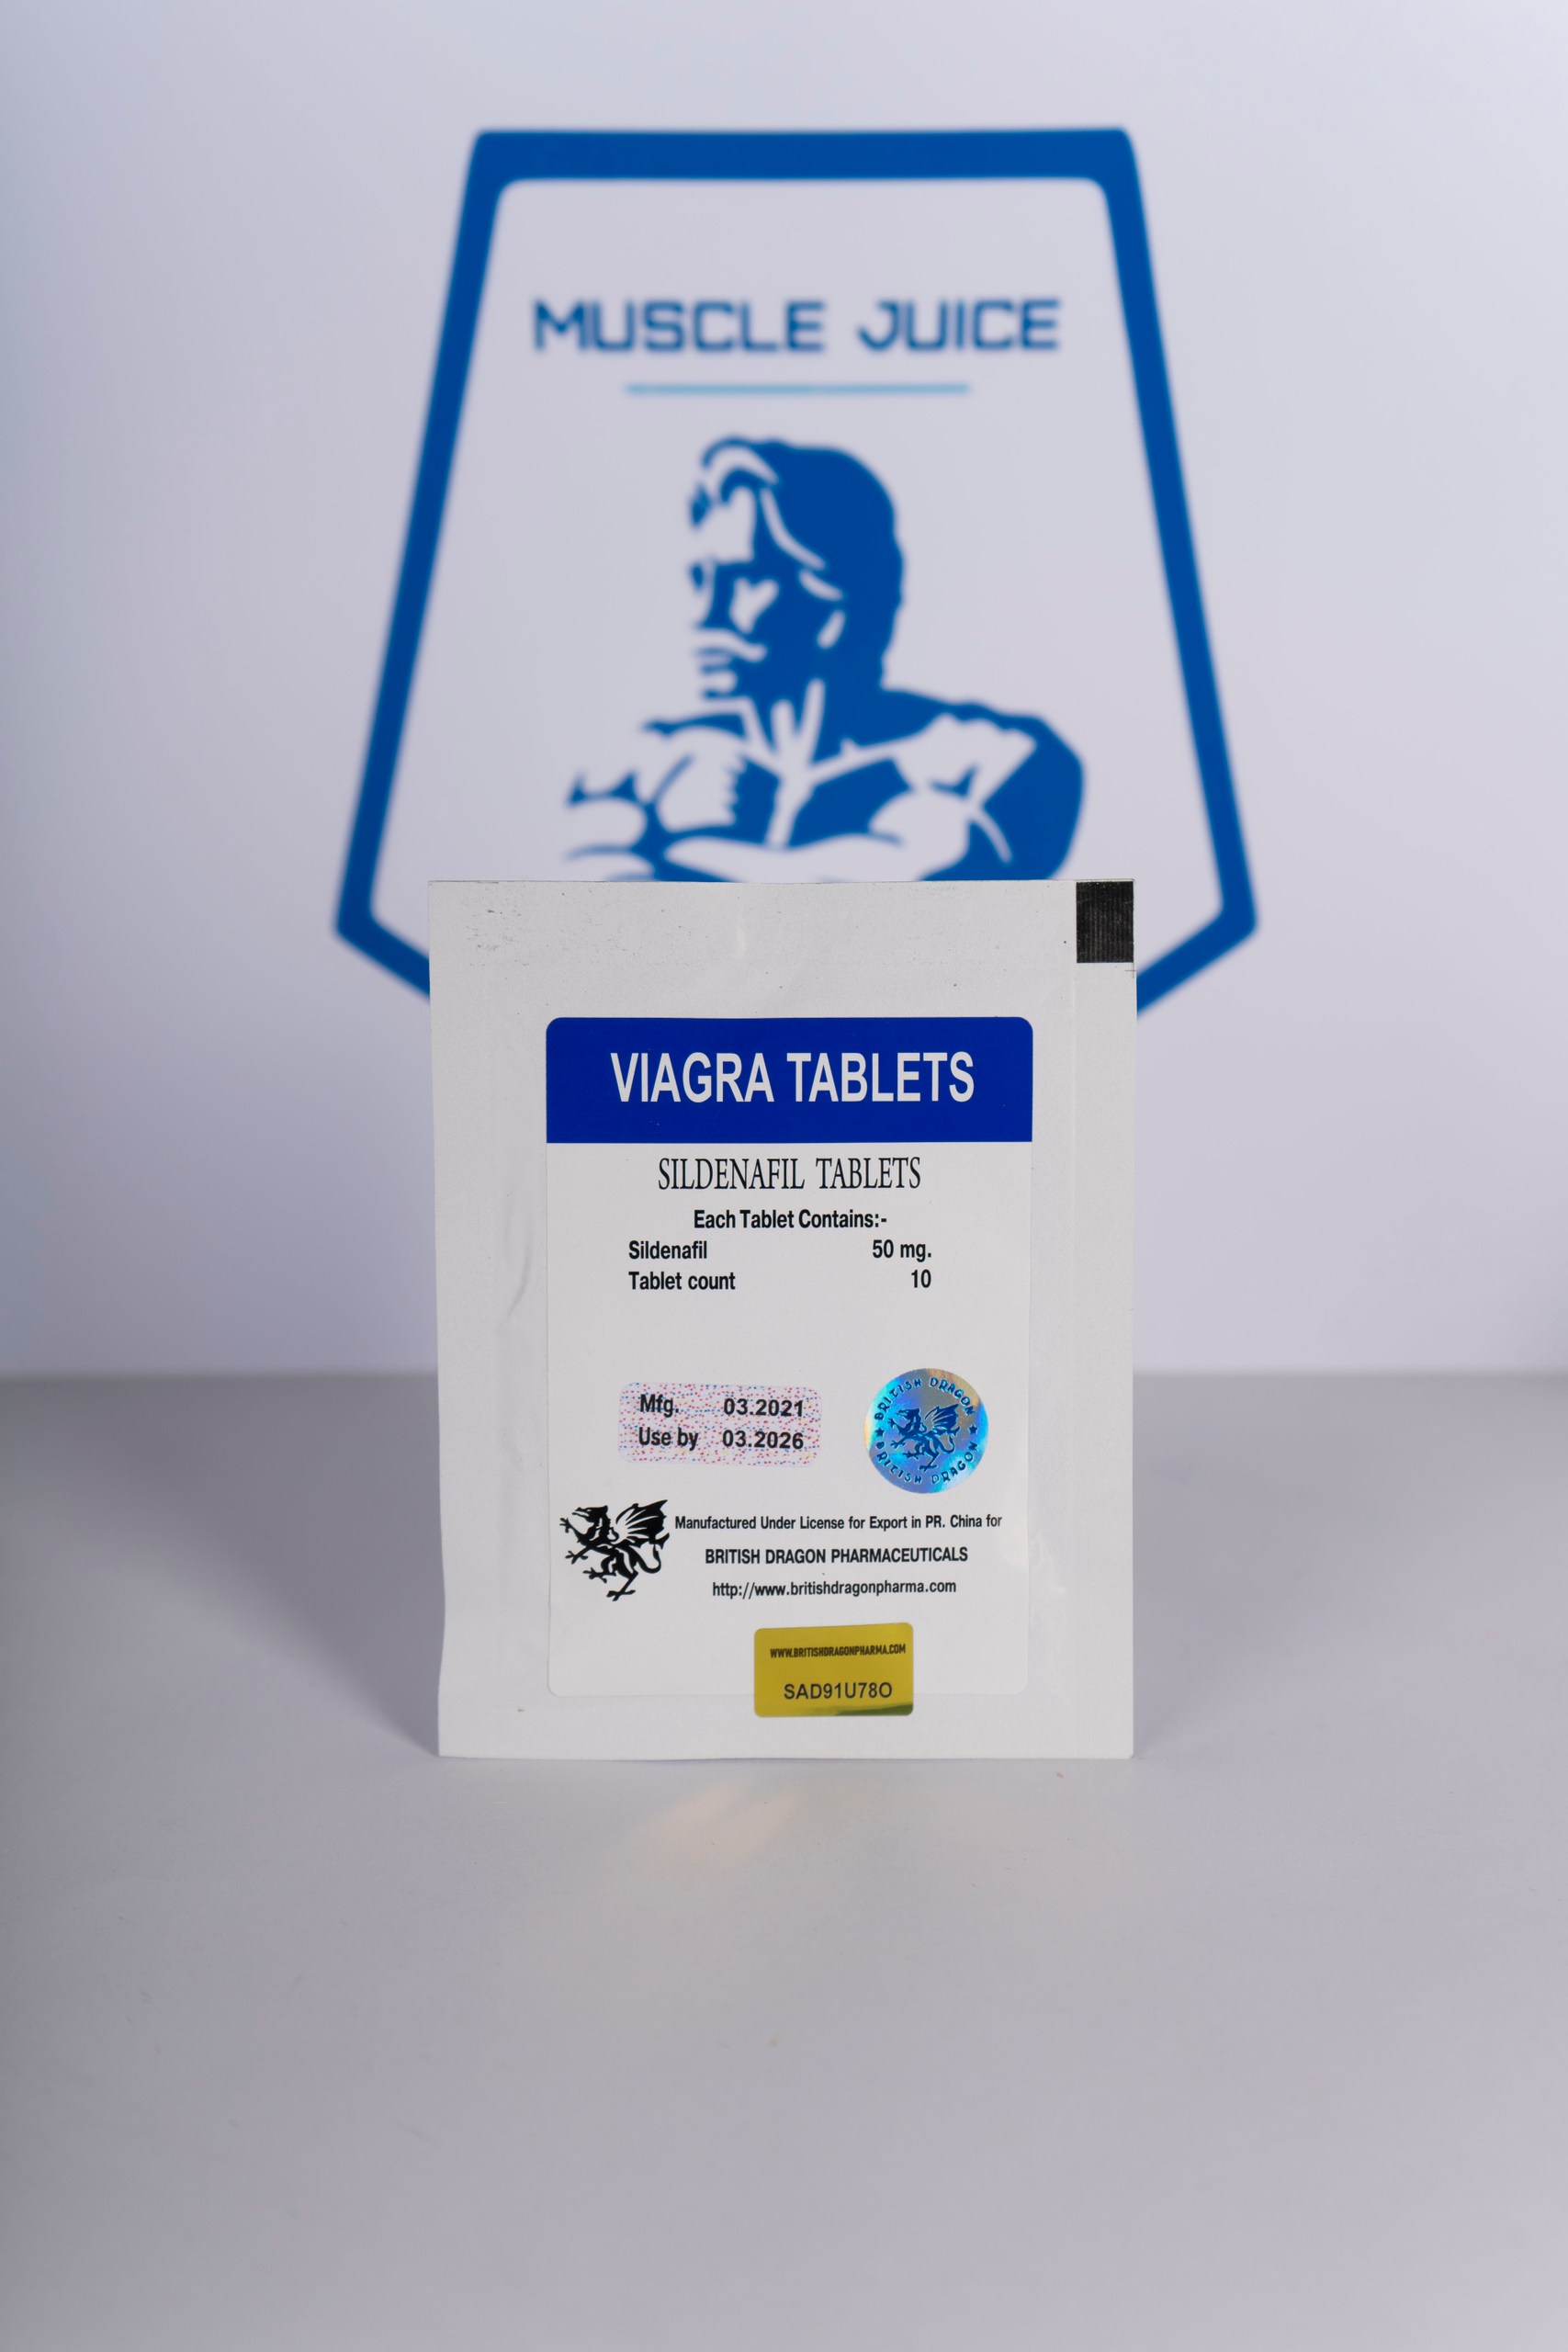 MUSCLE JUICE
VIAGRA TABLETS
SILDENAFIL TABLETS
Each Tablet Contains:-
Sildenafil 50 mg.
Tablet count 10
Mfg. 03.2021
Use by 03.2026
BRITISH DRAGON
BRITISH DRAGON
Manufactured Under License for Export in PR. China for
BRITISH DRAGON PHARMACEUTICALS
http://www.britishdragonpharma.com
WWW.BRITISHDRAGONPHARMA.COM
SAD91U78O